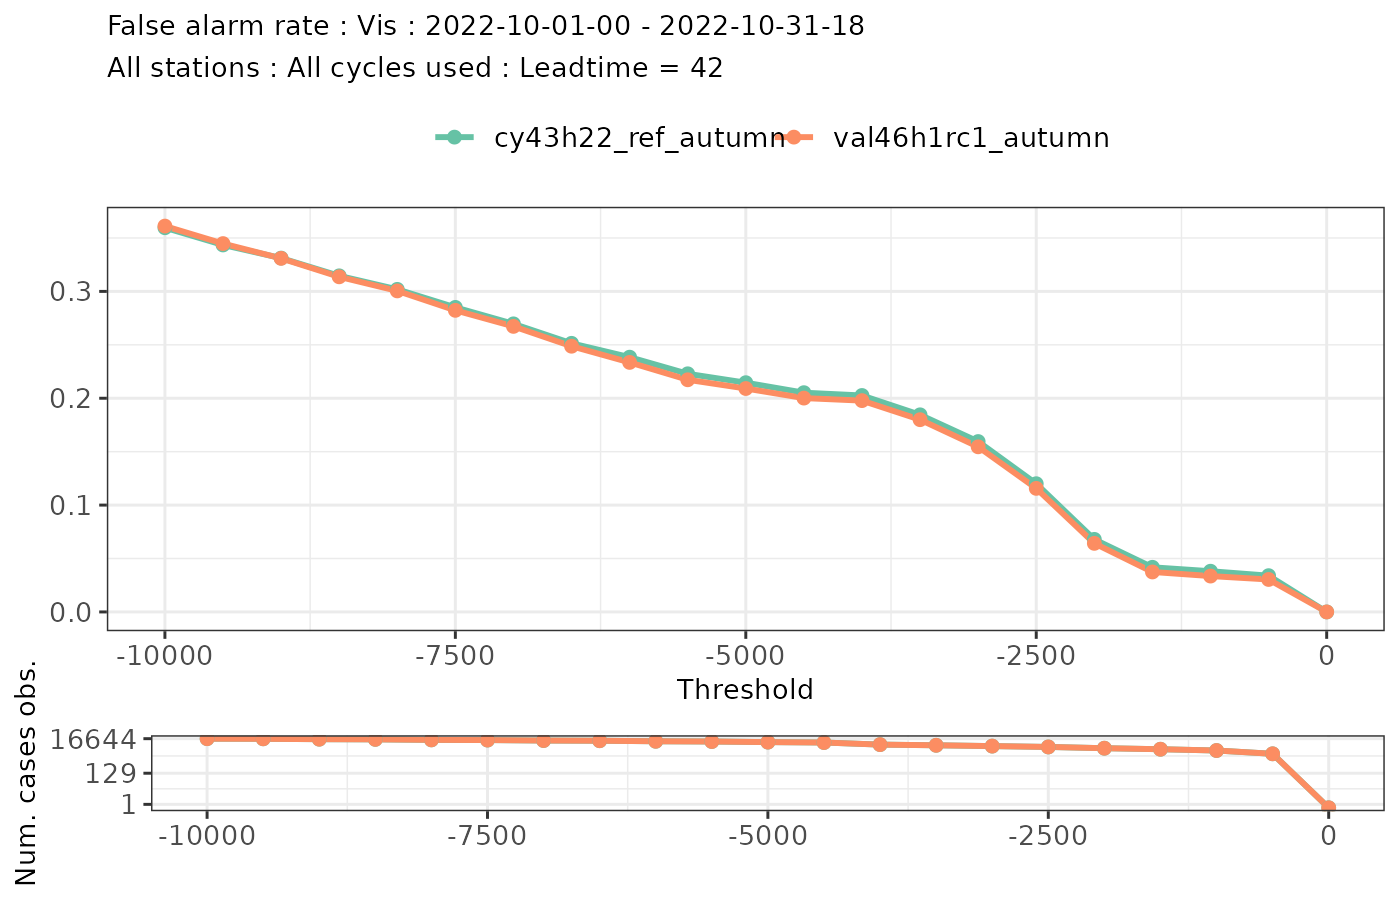 False alarm rate : Vis : 2022-10-01-00 - 2022-10-31-18
All stations : All cycles used : Leadtime = 42
cy43h22_ref_autumn val46h1rc1_autumn
0.3
0.2
0.1
0.0
-10000 -7500 -5000 -2500 0
Threshold
Num. cases obs.
16644
129
1
-10000 -7500 -5000 -2500 0